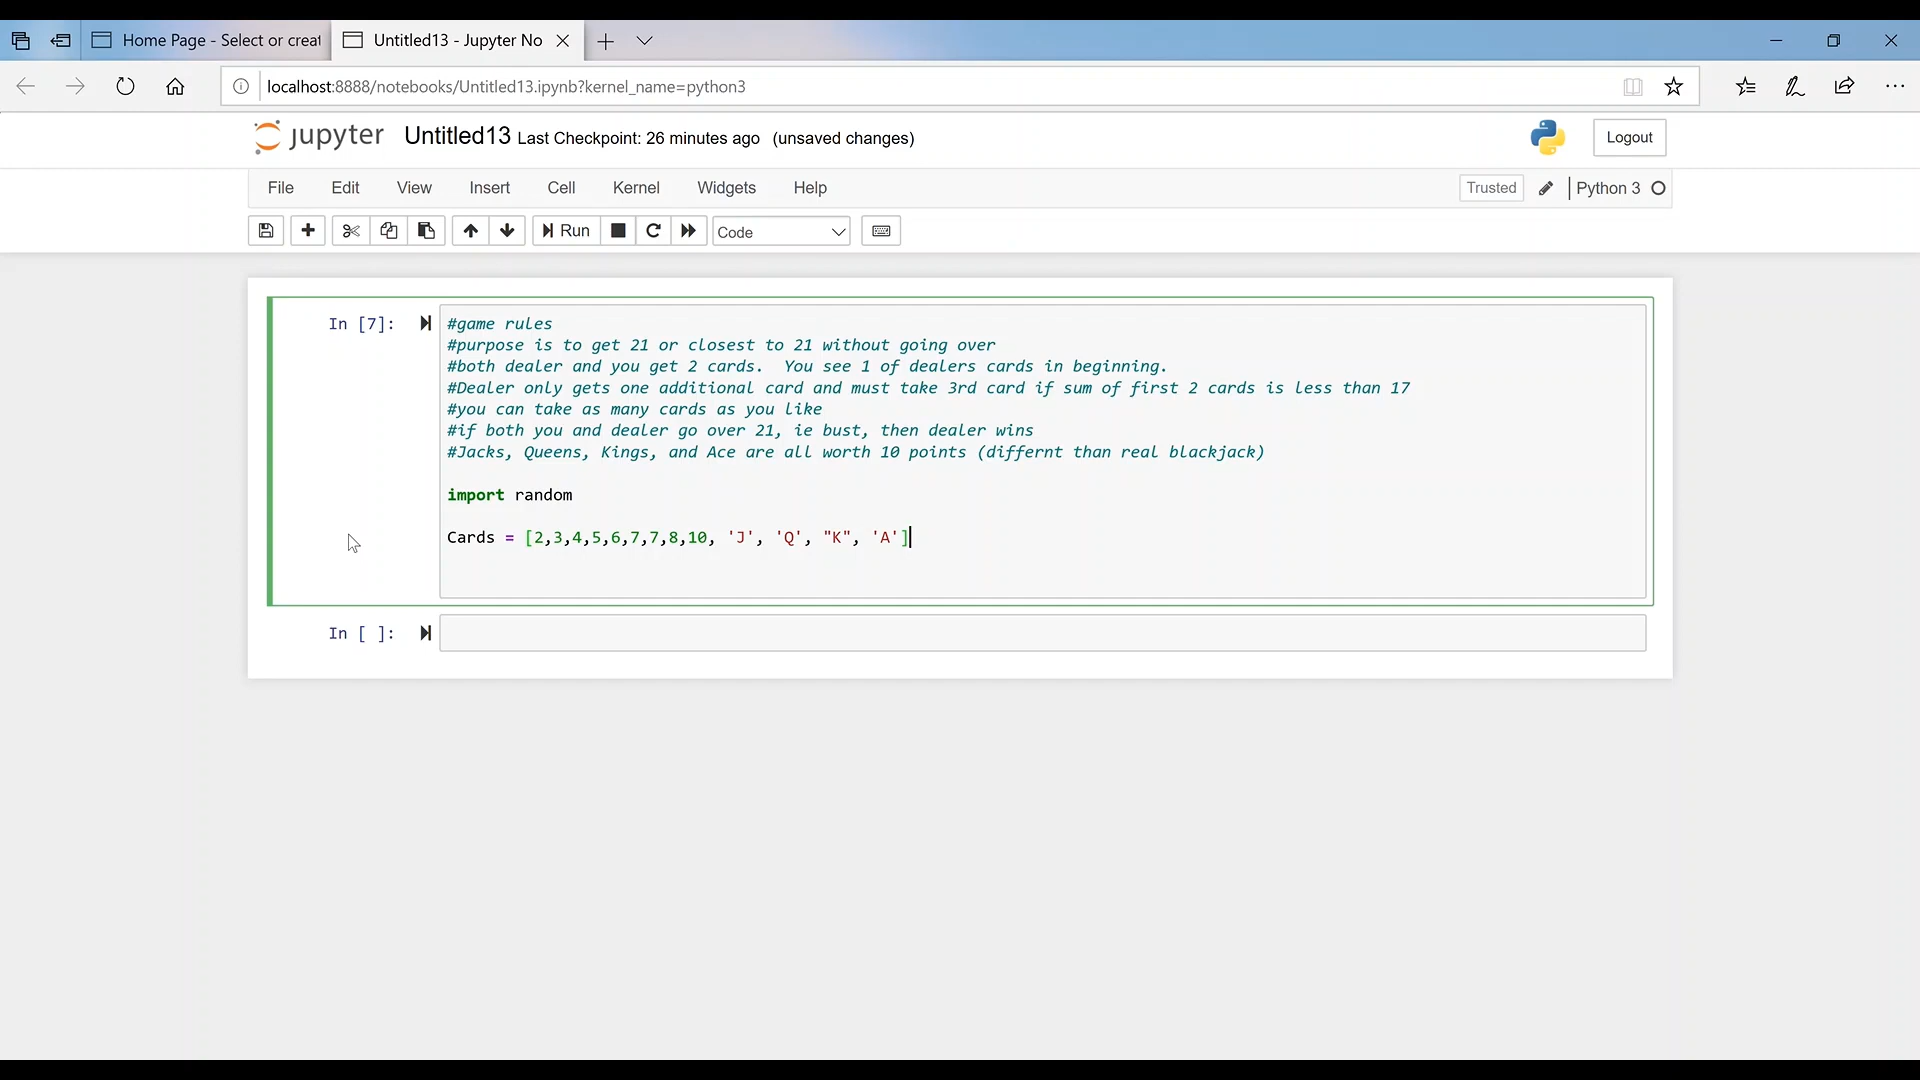 Home Page - Select or creat
Untitled13 - Jupyter No
localhost:8888/notebooks/Untitled13.ipynb?kernel_name=python3
jupyter Untitled13 Last Checkpoint: 26 minutes ago (unsaved changes)
Logout
File Edit View Insert Cell Kernel Widgets Help
Trusted Python 3
Run Code
In [7]:
#game rules
#purpose is to get 21 or closest to 21 without going over
#both dealer and you get 2 cards.  You see 1 of dealers cards in beginning.
#Dealer only gets one additional card and must take 3rd card if sum of first 2 cards is less than 17
#you can take as many cards as you like
#if both you and dealer go over 21, ie bust, then dealer wins
#Jacks, Queens, Kings, and Ace are all worth 10 points (differnt than real blackjack)
import random
Cards = [2,3,4,5,6,7,7,8,10, 'J', 'Q', "K", 'A']
In [ ]: